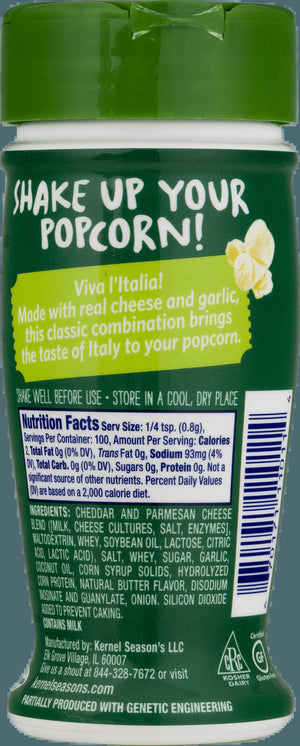 SHAKE UP YOUR
POPCORN!
Viva l'Italia!
Made with real cheese and garlic,
this classic combination brings
the taste of Italy to your popcorn.
SHAKE WELL BEFORE USE • STORE IN A COOL, DRY PLACE
Nutrition Facts Serv Size: 1/4 tsp. (0.8g),
Servings Per Container: 100, Amount Per Serving: Calories
2, Total Fat 0g (0% DV), Trans Fat 0g, Sodium 93mg (4%
DV), Total Carb. 0g (0% DV), Sugars 0g, Protein 0g. Not a
significant source of other nutrients. Percent Daily Values
(DV) are based on a 2,000 calorie diet.
INGREDIENTS: CHEDDAR AND PARMESAN CHEESE
BLEND ([MILK, CHEESE CULTURES, SALT, ENZYMES],
MALTODEXTRIN, WHEY, SOYBEAN OIL, LACTOSE, CITRIC
ACID, LACTIC ACID), SALT, WHEY, SUGAR, GARLIC,
COCONUT OIL, CORN SYRUP SOLIDS, HYDROLYZED
CORN PROTEIN, NATURAL BUTTER FLAVOR, DISODIUM
INOSINATE AND GUANYLATE, ONION. SILICON DIOXIDE
ADDED TO PREVENT CAKING.
CONTAINS MILK
Manufactured by: Kernel Season's LLC
Elk Grove Village, IL 60007
Give us a shout at 844-328-7672 or visit
kernelseasons.com
PARTIALLY PRODUCED WITH GENETIC ENGINEERING
CRC
KOSHER
DAIRY
Certified
GF